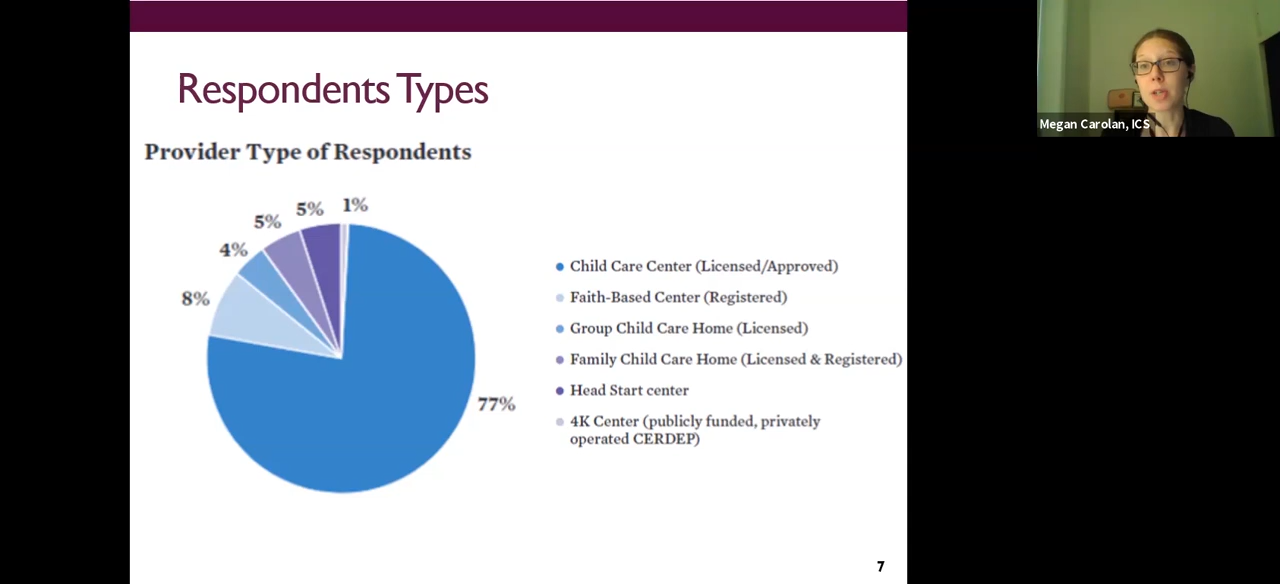 Respondents Types
Provider Type of Respondents
5%
5%
1%
4%
8%
77%
Child Care Center (Licensed/Approved)
Faith-Based Center (Registered)
Group Child Care Home (Licensed)
Family Child Care Home (Licensed & Registered)
Head Start center
4K Center (publicly funded, privately
operated CERDEP)
7
Megan Carolan, ICS